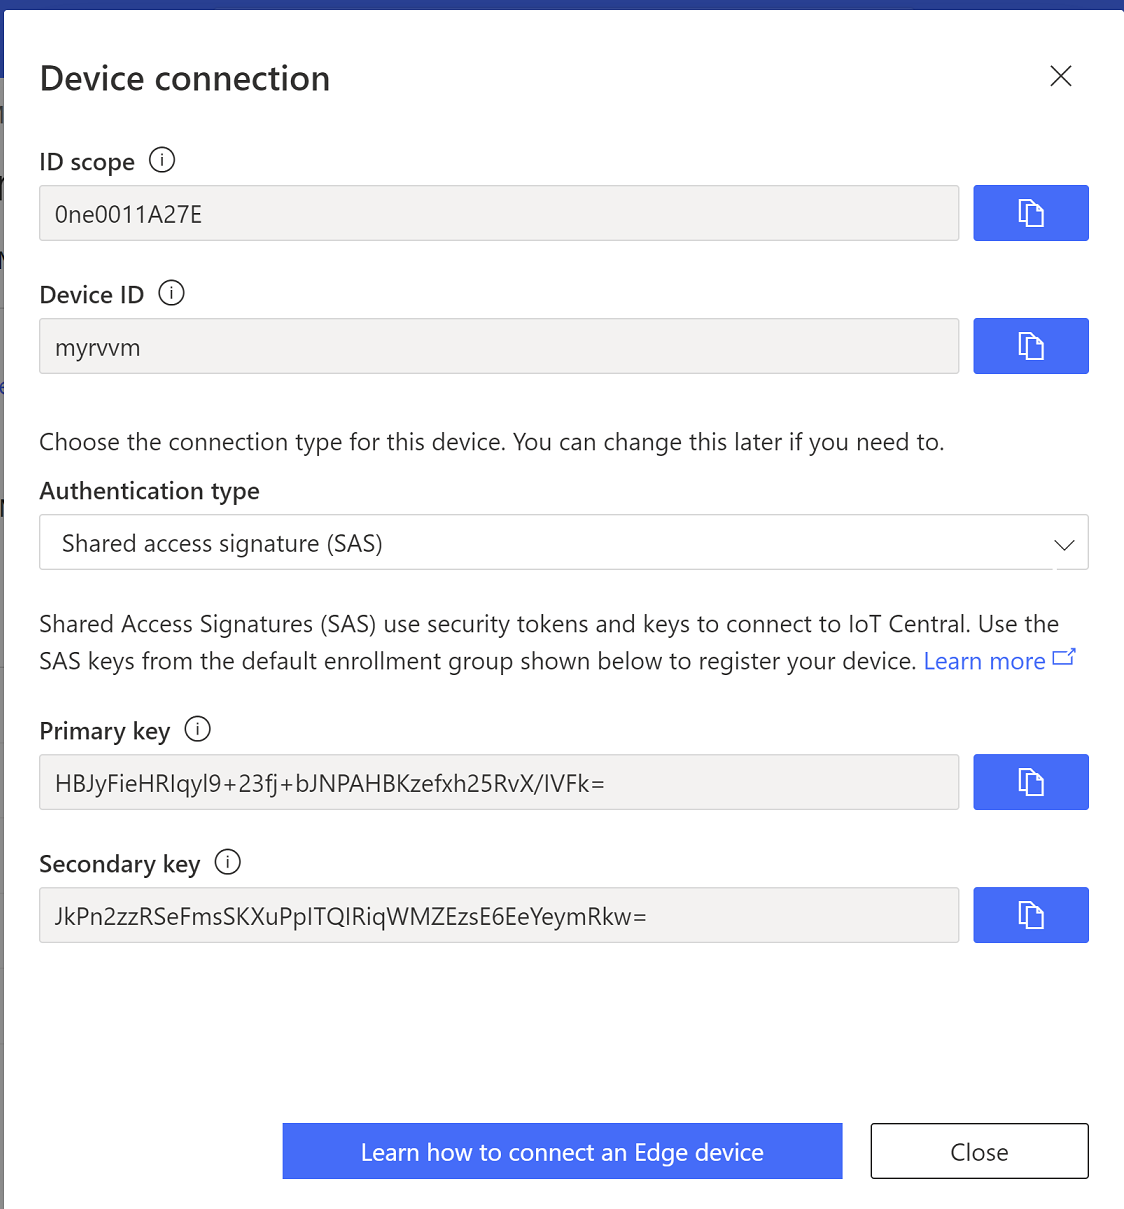 Device connection
ID scope
0ne0011A27E
Device ID
myrvvm
Choose the connection type for this device. You can change this later if you need to.
Authentication type
Shared access signature (SAS)
Shared Access Signatures (SAS) use security tokens and keys to connect to IoT Central. Use the
SAS keys from the default enrollment group shown below to register your device. Learn more
Primary key
HBJyFieHRIqyl9+23fj+bJNPAHBKzefxh25RvX/IVFk=
Secondary key
JkPn2zzRSeFmsSKXuPpITQIRiqWMZEzsE6EeYeymRkw=
Learn how to connect an Edge device
Close